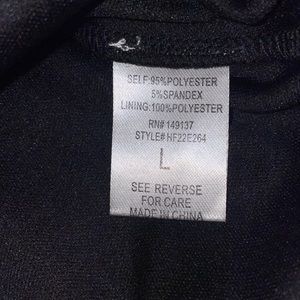 SELF:95%POLYESTER
5%SPANDEX
LINING:100%POLYESTER
RN# 149137
STYLE# HF22E264
L
SEE REVERSE
FOR CARE
MADE IN CHINA